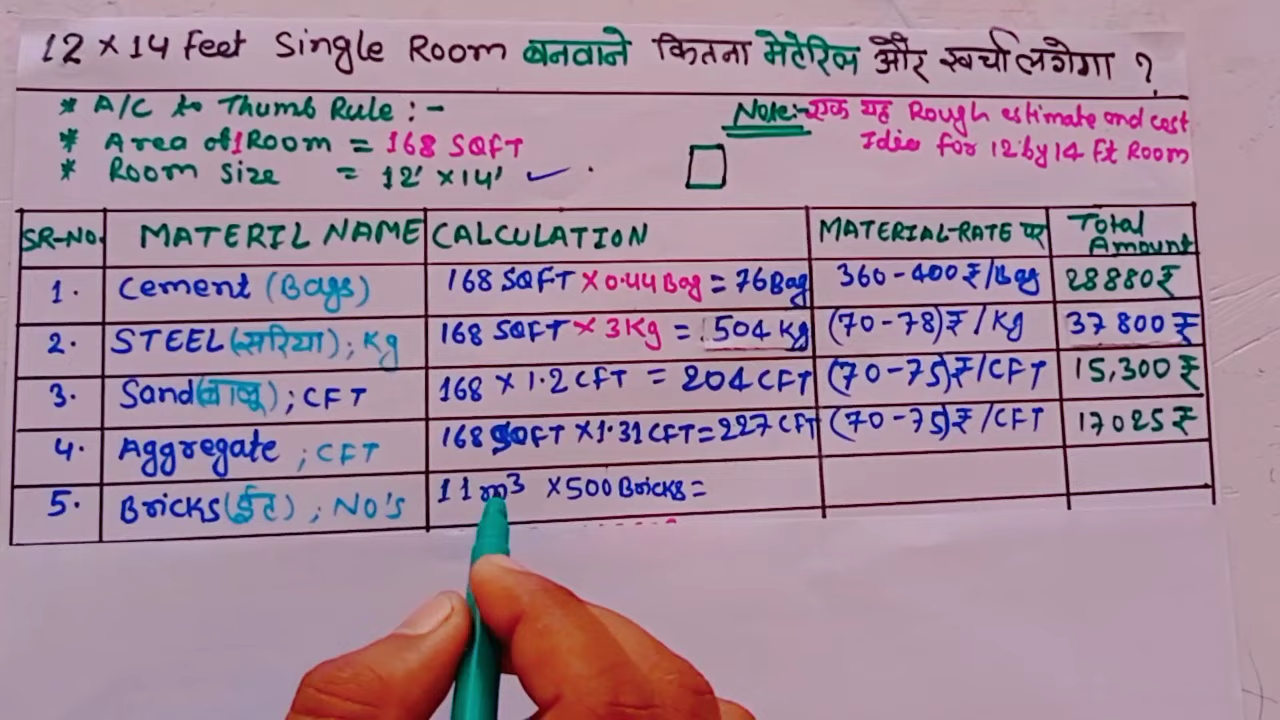 12 × 14 Feet Single Room बनवाने कितना मेटेरिल और खर्चा लगेगा ?
* A/C to Thumb Rule : -
* Area of 1 Room = 168 SQFT
* Room Size = 12' × 14'
Note:- एक यह Rough estimate and cost
Idia for 12 by 14 Ft Room
SR-NO. MATERIL NAME CALCULATION MATERIAL-RATE पर Total Amount
1. Cement (Bags) 168 SQFT × 0.44 Bag = 76 Bag 360 - 400 ₹/Bag 28880 ₹
2. STEEL (सरिया) ; Kg 168 SQFT × 3 Kg = 504 Kg (70 - 78) ₹ / Kg 37800 ₹
3. Sand (बालू) ; CFT 168 × 1.2 CFT = 204 CFT (70 - 75) ₹/CFT 15,300 ₹
4. Aggregate ; CFT 168 SQFT × 1.31 CFT = 227 CFT (70 - 75) ₹ /CFT 17025 ₹
5. Bricks (ईंट) ; NO'S 11 m³ × 500 Bricks =